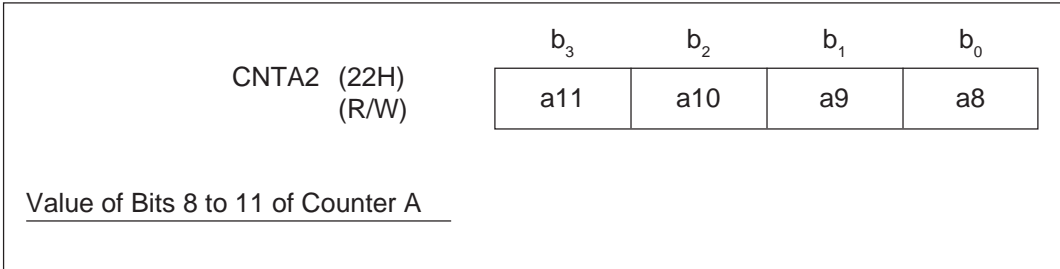 b₃ b₂ b₁ b₀
CNTA2 (22H) a11 a10 a9 a8
(R/W)
Value of Bits 8 to 11 of Counter A